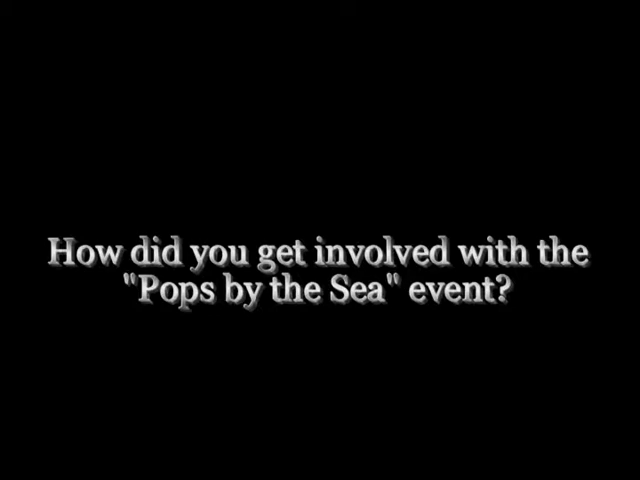 How did you get involved with the
"Pops by the Sea" event?